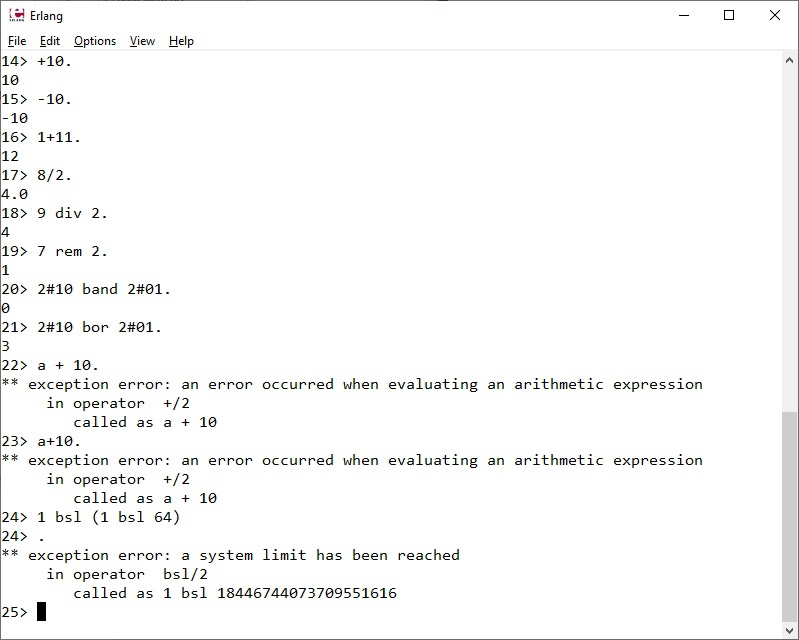 Erlang
File Edit Options View Help
14> +10.
10
15> -10.
-10
16> 1+11.
12
17> 8/2.
4.0
18> 9 div 2.
4
19> 7 rem 2.
1
20> 2#10 band 2#01.
0
21> 2#10 bor 2#01.
3
22> a + 10.
** exception error: an error occurred when evaluating an arithmetic expression
     in operator  +/2
        called as a + 10
23> a+10.
** exception error: an error occurred when evaluating an arithmetic expression
     in operator  +/2
        called as a + 10
24> 1 bsl (1 bsl 64)
24> .
** exception error: a system limit has been reached
     in operator  bsl/2
        called as 1 bsl 18446744073709551616
25>